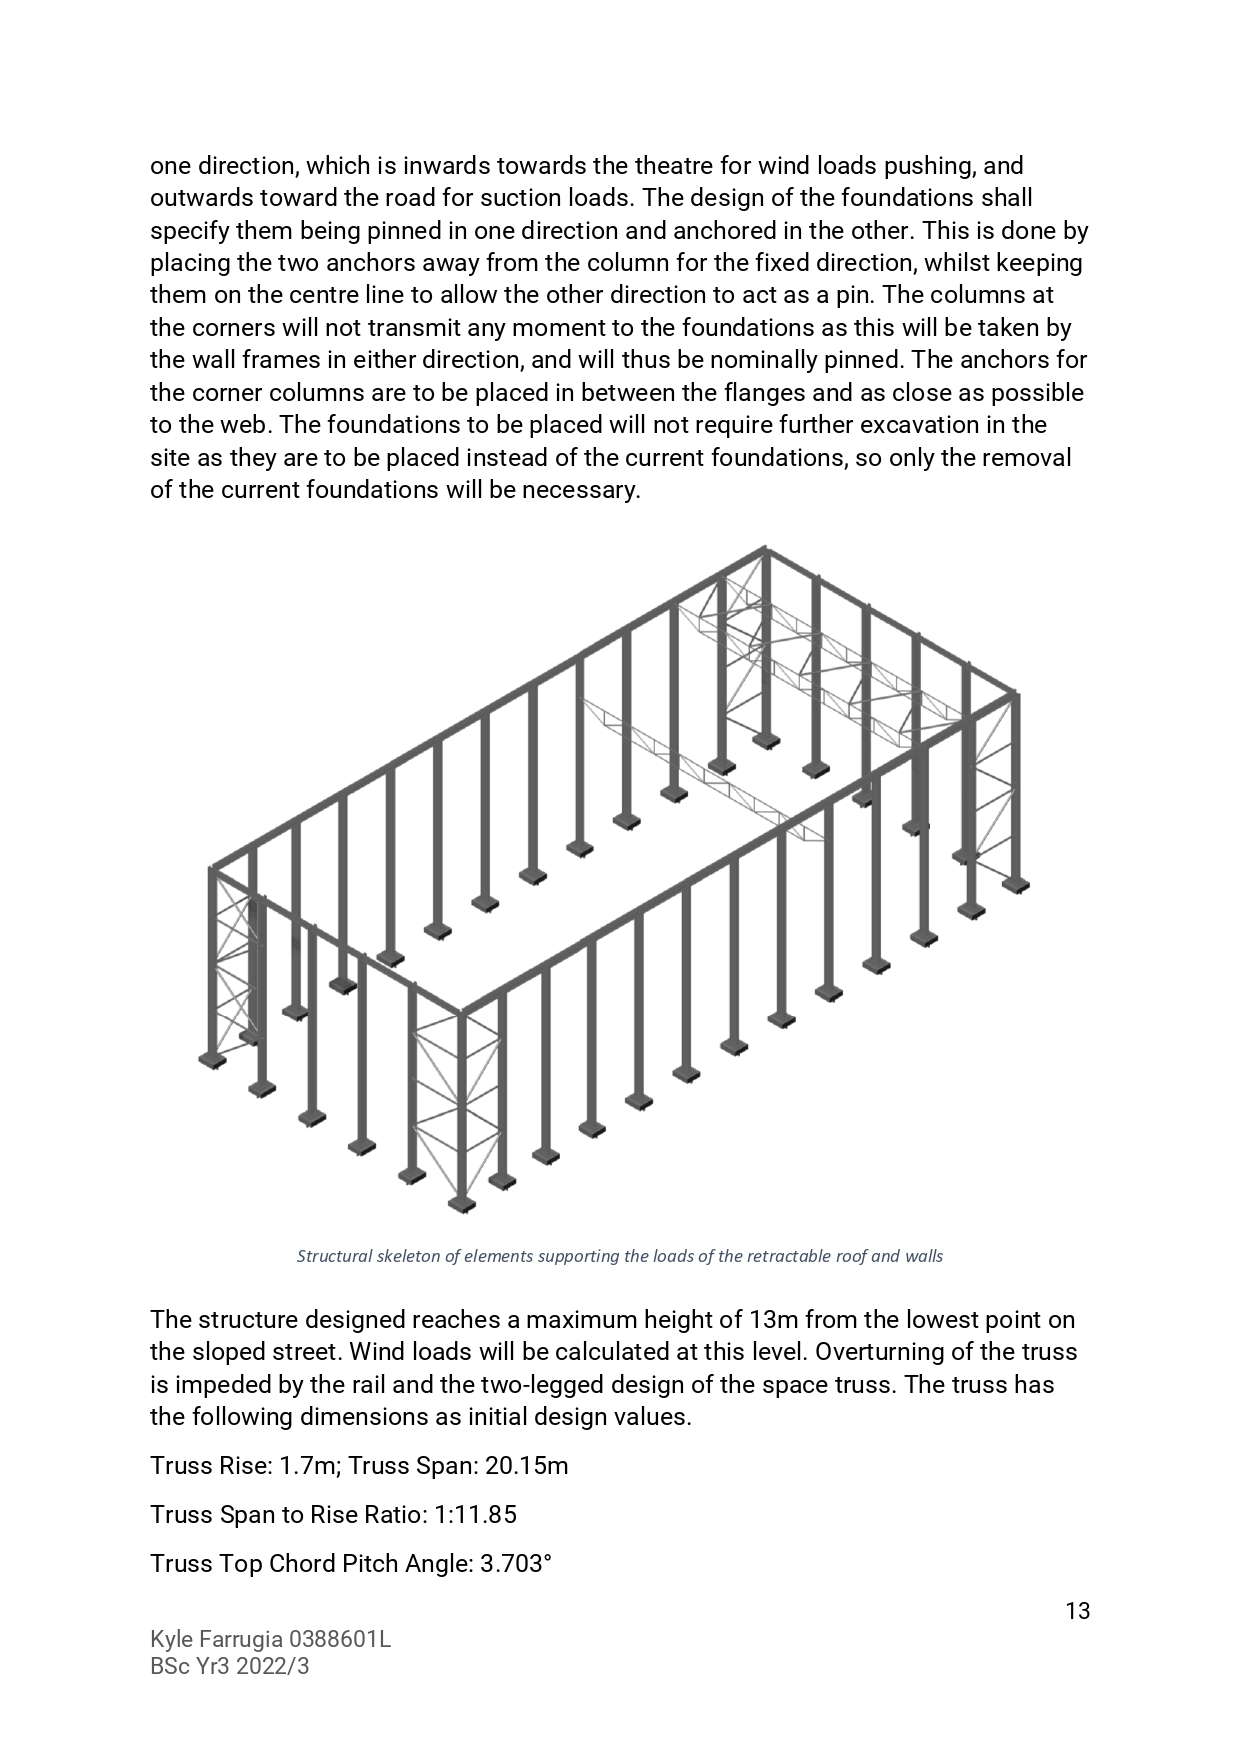 one direction, which is inwards towards the theatre for wind loads pushing, and
outwards toward the road for suction loads. The design of the foundations shall
specify them being pinned in one direction and anchored in the other. This is done by
placing the two anchors away from the column for the fixed direction, whilst keeping
them on the centre line to allow the other direction to act as a pin. The columns at
the corners will not transmit any moment to the foundations as this will be taken by
the wall frames in either direction, and will thus be nominally pinned. The anchors for
the corner columns are to be placed in between the flanges and as close as possible
to the web. The foundations to be placed will not require further excavation in the
site as they are to be placed instead of the current foundations, so only the removal
of the current foundations will be necessary.
Structural skeleton of elements supporting the loads of the retractable roof and walls
The structure designed reaches a maximum height of 13m from the lowest point on
the sloped street. Wind loads will be calculated at this level. Overturning of the truss
is impeded by the rail and the two-legged design of the space truss. The truss has
the following dimensions as initial design values.
Truss Rise: 1.7m; Truss Span: 20.15m
Truss Span to Rise Ratio: 1:11.85
Truss Top Chord Pitch Angle: 3.703°
13
Kyle Farrugia 0388601L
BSc Yr3 2022/3